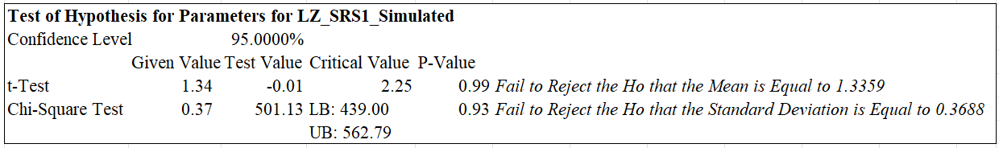 Test of Hypothesis for Parameters for LZ_SRS1_Simulated
Confidence Level 95.0000%
Given Value Test Value Critical Value P-Value
t-Test 1.34 -0.01 2.25 0.99 Fail to Reject the Ho that the Mean is Equal to 1.3359
Chi-Square Test 0.37 501.13 LB: 439.00 0.93 Fail to Reject the Ho that the Standard Deviation is Equal to 0.3688
UB: 562.79